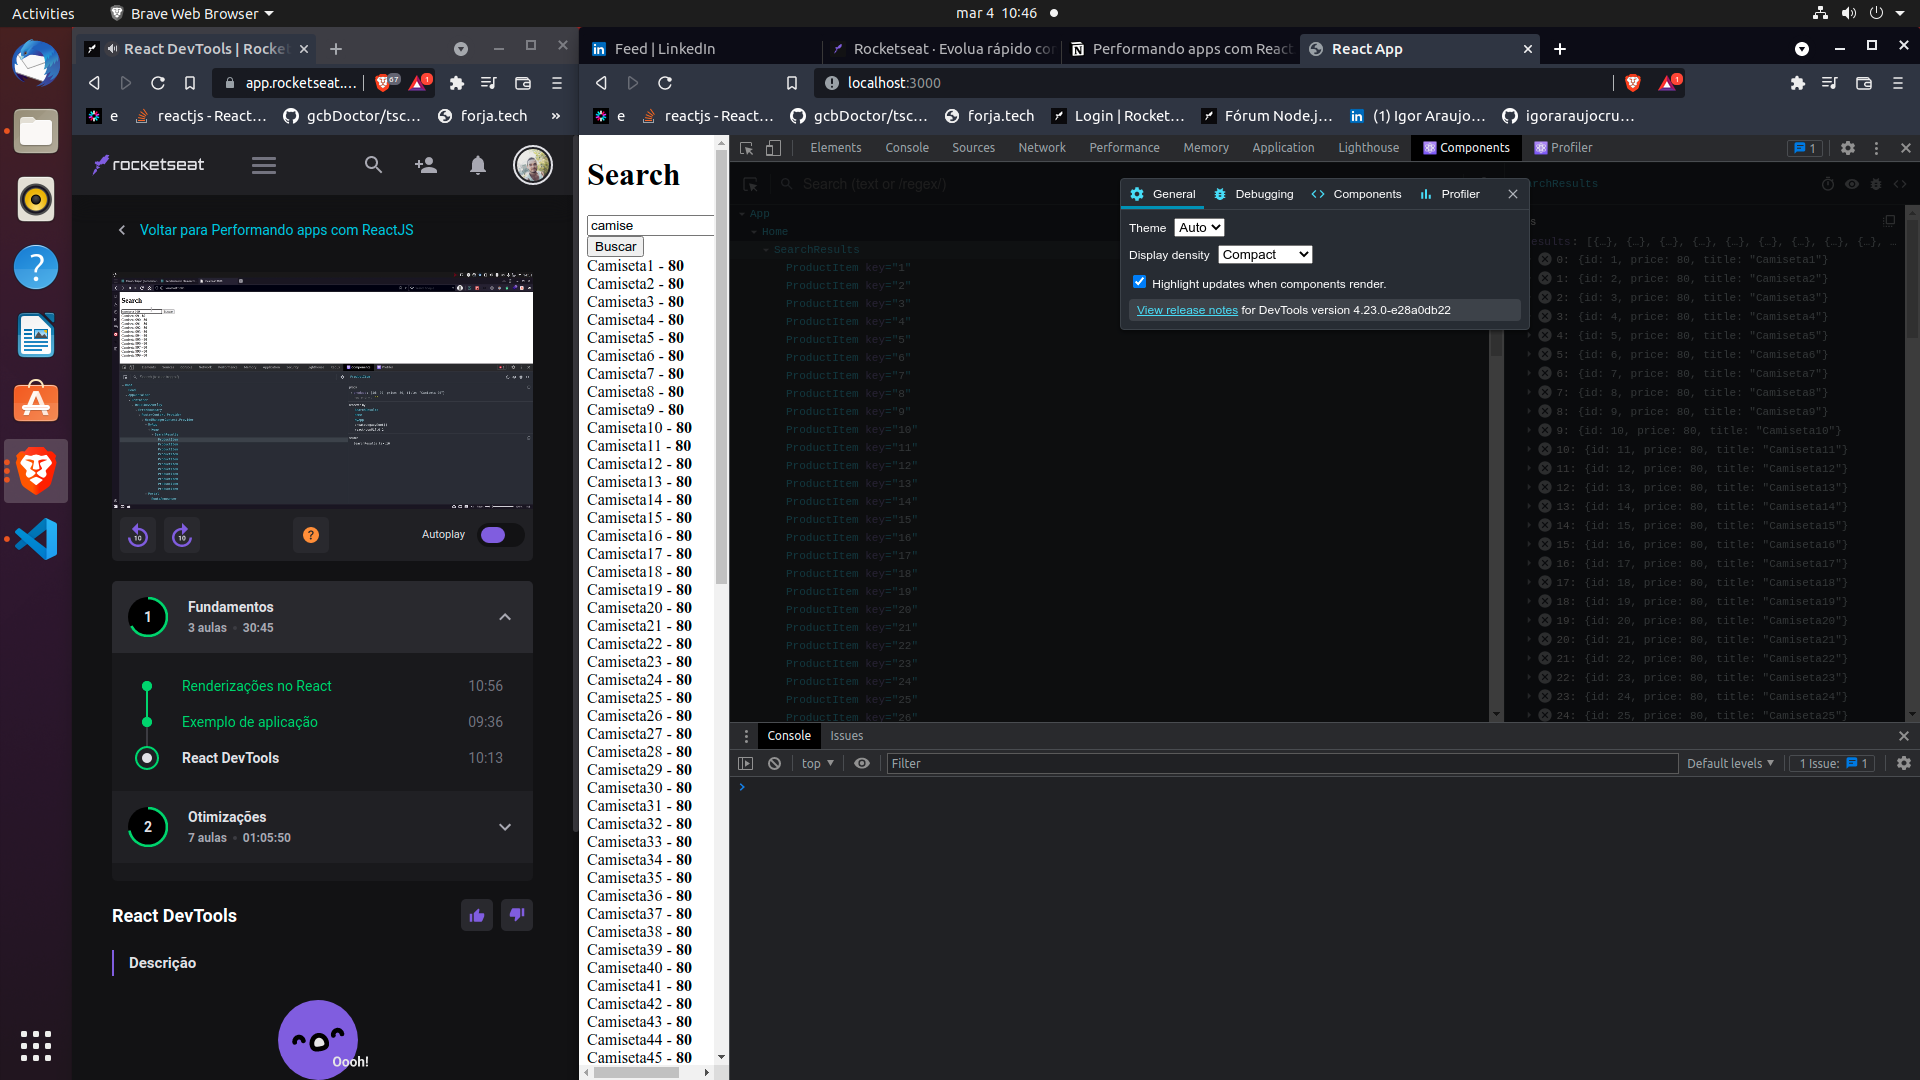 Activities
Brave Web Browser
mar 4 10:46
React DevTools | Rocket
app.rocketseat....
67
1
e
reactjs - React...
gcbDoctor/tsc...
forja.tech
»
rocketseat
Voltar para Performando apps com ReactJS
Search
10
10
?
Autoplay
1
Fundamentos
3 aulas • 30:45
Renderizações no React
10:56
Exemplo de aplicação
09:36
React DevTools
10:13
2
Otimizações
7 aulas • 01:05:50
React DevTools
Descrição
Oooh!
Feed | LinkedIn
Rocketseat · Evolua rápido co
Performando apps com React
React App
localhost:3000
1
e
reactjs - React...
gcbDoctor/tsc...
forja.tech
Login | Rocket...
Fórum Node.j...
(1) Igor Araujo...
igoraraujocru...
Search
camise
Buscar
Camiseta1 - 80
Camiseta2 - 80
Camiseta3 - 80
Camiseta4 - 80
Camiseta5 - 80
Camiseta6 - 80
Camiseta7 - 80
Camiseta8 - 80
Camiseta9 - 80
Camiseta10 - 80
Camiseta11 - 80
Camiseta12 - 80
Camiseta13 - 80
Camiseta14 - 80
Camiseta15 - 80
Camiseta16 - 80
Camiseta17 - 80
Camiseta18 - 80
Camiseta19 - 80
Camiseta20 - 80
Camiseta21 - 80
Camiseta22 - 80
Camiseta23 - 80
Camiseta24 - 80
Camiseta25 - 80
Camiseta26 - 80
Camiseta27 - 80
Camiseta28 - 80
Camiseta29 - 80
Camiseta30 - 80
Camiseta31 - 80
Camiseta32 - 80
Camiseta33 - 80
Camiseta34 - 80
Camiseta35 - 80
Camiseta36 - 80
Camiseta37 - 80
Camiseta38 - 80
Camiseta39 - 80
Camiseta40 - 80
Camiseta41 - 80
Camiseta42 - 80
Camiseta43 - 80
Camiseta44 - 80
Camiseta45 - 80
Elements
Console
Sources
Network
Performance
Memory
Application
Lighthouse
Components
Profiler
1
Search (text or /regex/)
App
Home
SearchResults
ProductItem key="1"
ProductItem key="2"
ProductItem key="3"
ProductItem key="4"
ProductItem key="5"
ProductItem key="6"
ProductItem key="7"
ProductItem key="8"
ProductItem key="9"
ProductItem key="10"
ProductItem key="11"
ProductItem key="12"
ProductItem key="13"
ProductItem key="14"
ProductItem key="15"
ProductItem key="16"
ProductItem key="17"
ProductItem key="18"
ProductItem key="19"
ProductItem key="20"
ProductItem key="21"
ProductItem key="22"
ProductItem key="23"
ProductItem key="24"
ProductItem key="25"
ProductItem key="26"
General
Debugging
Components
Profiler
Theme Auto
Display density Compact
Highlight updates when components render.
View release notes for DevTools version 4.23.0-e28a0db22
rchResults
s
esults: [{…}, {…}, {…}, {…}, {…}, {…}, {…}, {…}, {…}, …
0: {id: 1, price: 80, title: "Camiseta1"}
1: {id: 2, price: 80, title: "Camiseta2"}
2: {id: 3, price: 80, title: "Camiseta3"}
3: {id: 4, price: 80, title: "Camiseta4"}
4: {id: 5, price: 80, title: "Camiseta5"}
5: {id: 6, price: 80, title: "Camiseta6"}
6: {id: 7, price: 80, title: "Camiseta7"}
7: {id: 8, price: 80, title: "Camiseta8"}
8: {id: 9, price: 80, title: "Camiseta9"}
9: {id: 10, price: 80, title: "Camiseta10"}
10: {id: 11, price: 80, title: "Camiseta11"}
11: {id: 12, price: 80, title: "Camiseta12"}
12: {id: 13, price: 80, title: "Camiseta13"}
13: {id: 14, price: 80, title: "Camiseta14"}
14: {id: 15, price: 80, title: "Camiseta15"}
15: {id: 16, price: 80, title: "Camiseta16"}
16: {id: 17, price: 80, title: "Camiseta17"}
17: {id: 18, price: 80, title: "Camiseta18"}
18: {id: 19, price: 80, title: "Camiseta19"}
19: {id: 20, price: 80, title: "Camiseta20"}
20: {id: 21, price: 80, title: "Camiseta21"}
21: {id: 22, price: 80, title: "Camiseta22"}
22: {id: 23, price: 80, title: "Camiseta23"}
23: {id: 24, price: 80, title: "Camiseta24"}
24: {id: 25, price: 80, title: "Camiseta25"}
Console
Issues
top
Filter
Default levels
1 Issue: 1